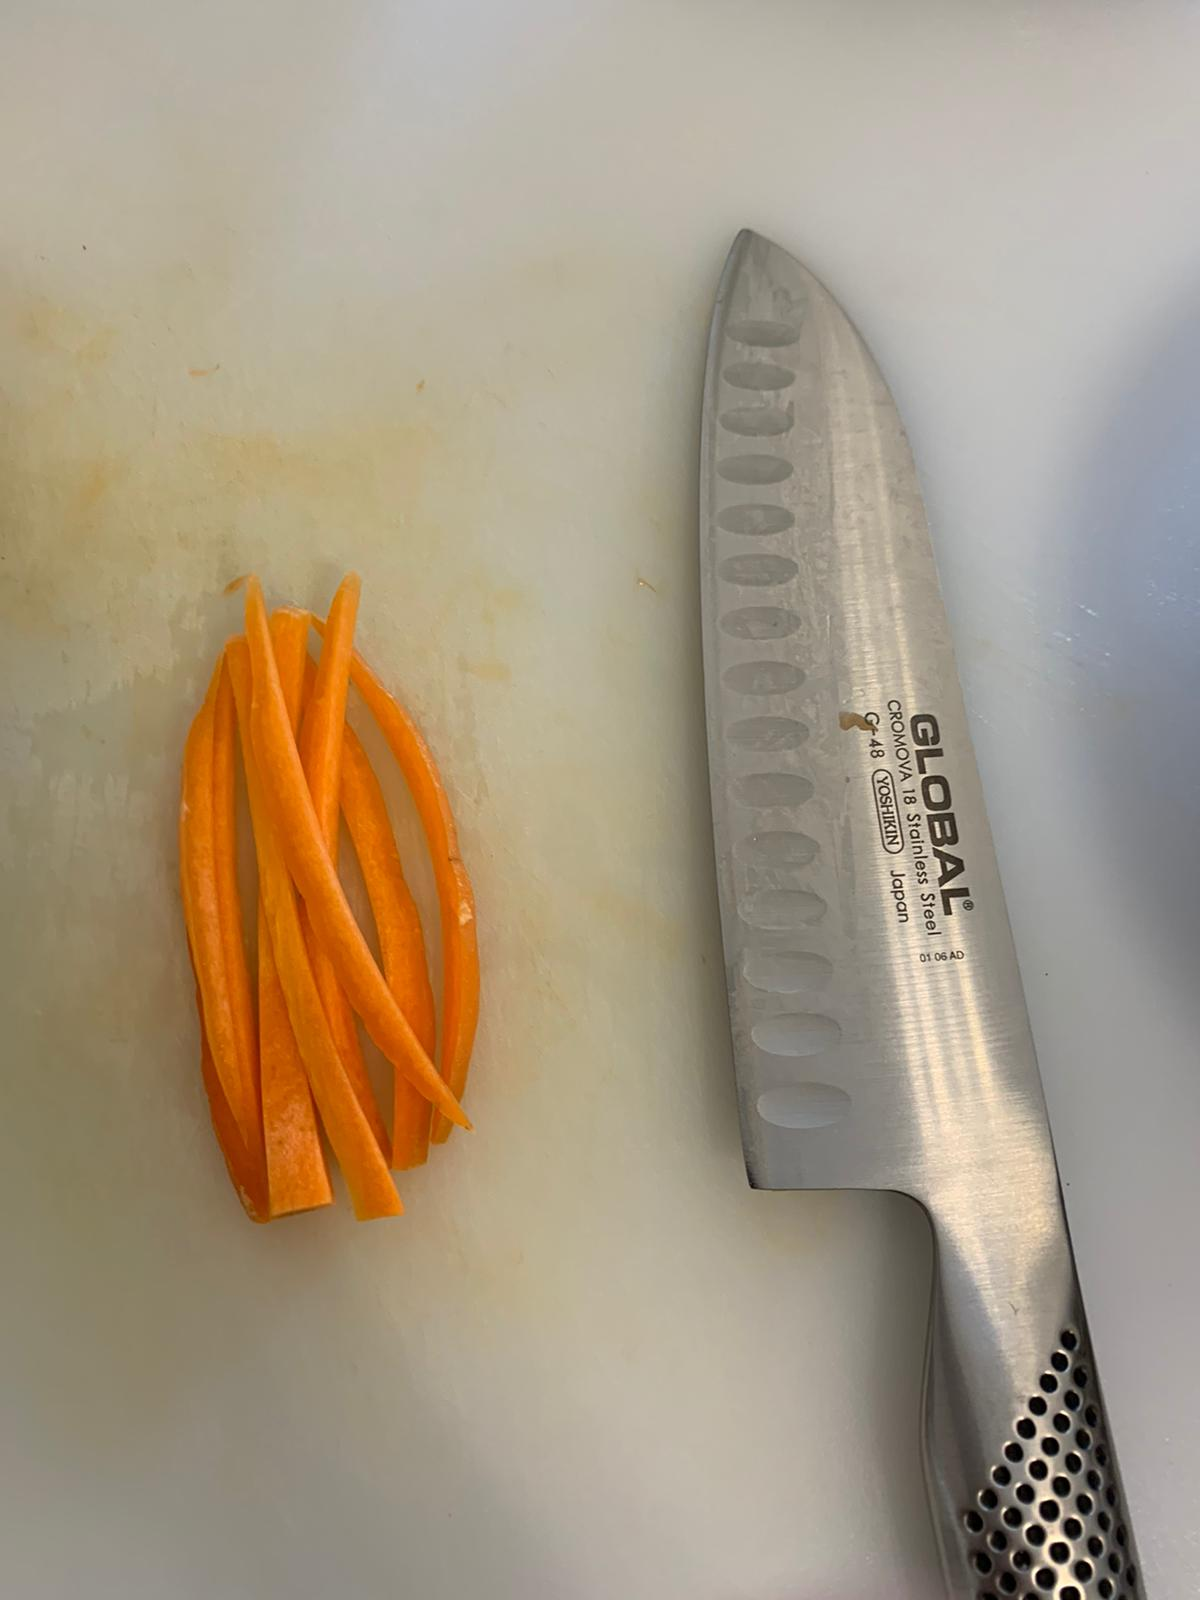 GLOBAL®
CROMOVA 18 Stainless Steel
G-48 YOSHIKIN Japan
01 06 AD